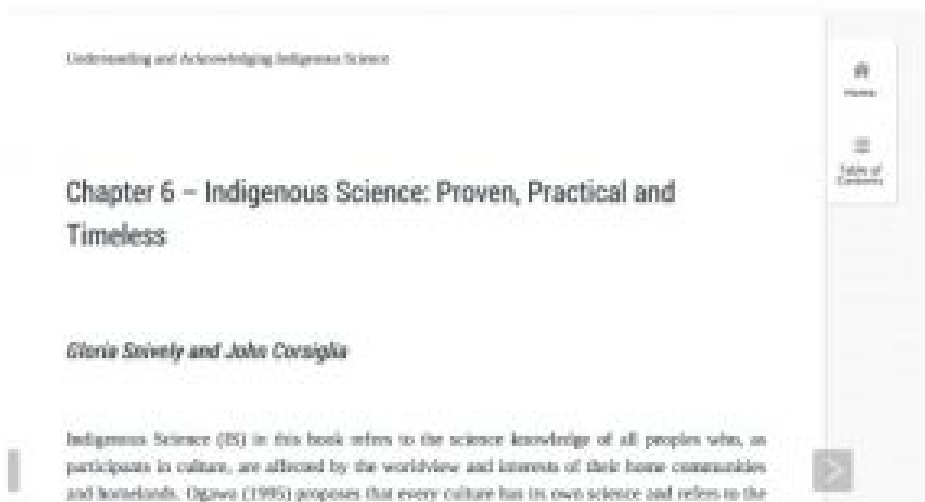 Understanding and Acknowledging Indigenous Science
Home
Table of
Contents
Chapter 6 – Indigenous Science: Proven, Practical and
Timeless
Gloria Snively and John Corsiglia
Indigenous Science (IS) in this book refers to the science knowledge of all peoples who, as
participants in culture, are affected by the worldview and interests of their home communities
and homelands. Ogawa (1995) proposes that every culture has its own science and refers to the